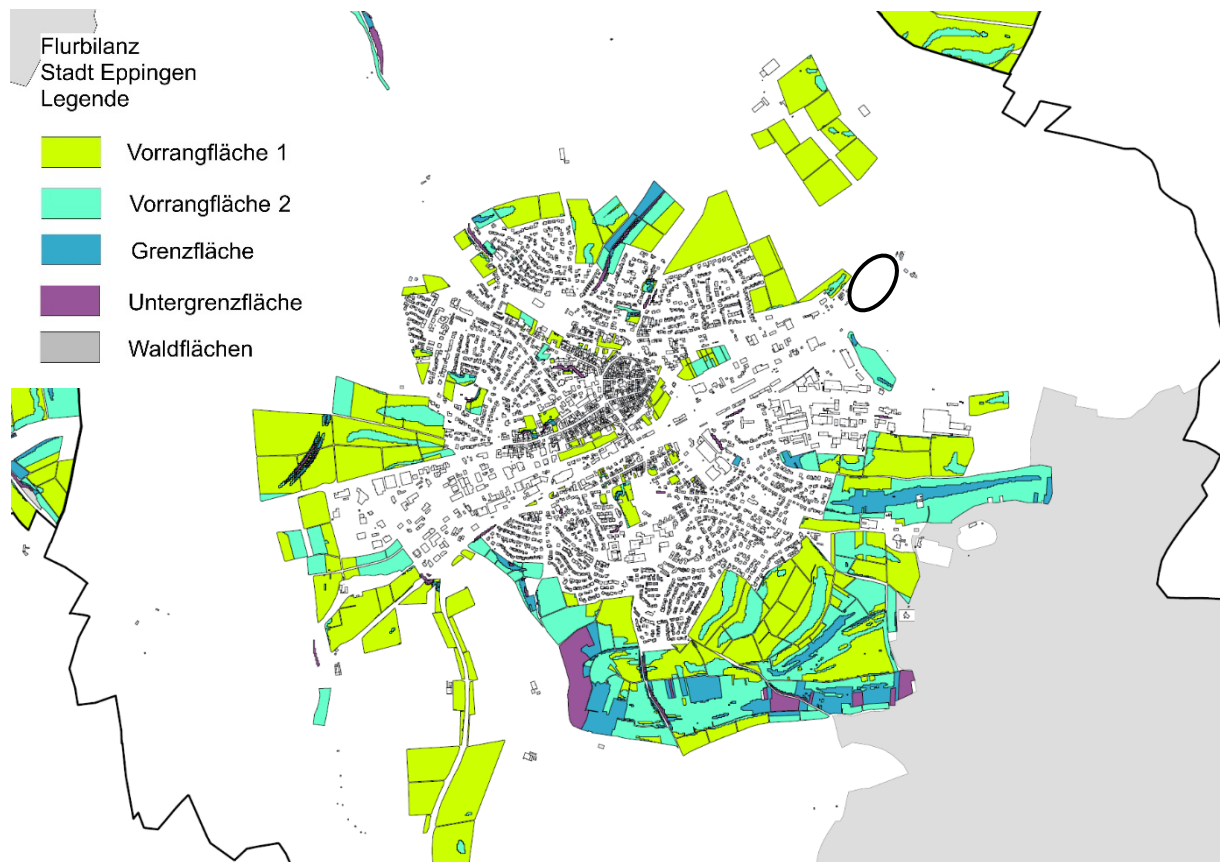 Flurbilanz
Stadt Eppingen
Legende
Vorrangfläche 1
Vorrangfläche 2
Grenzfläche
Untergrenzfläche
Waldflächen